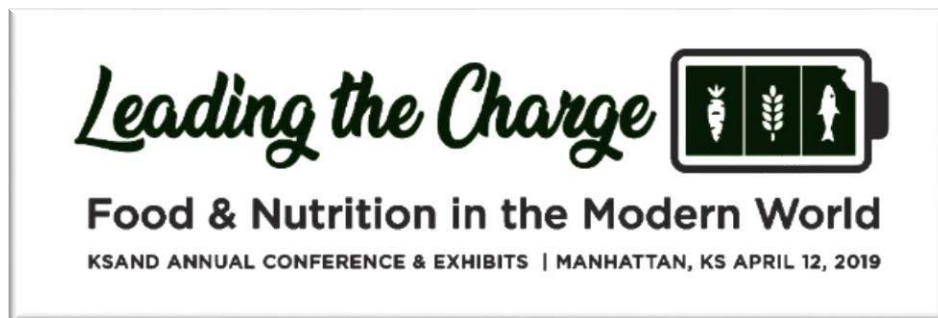 Leading the Charge
Food & Nutrition in the Modern World
KSAND ANNUAL CONFERENCE & EXHIBITS | MANHATTAN, KS APRIL 12, 2019